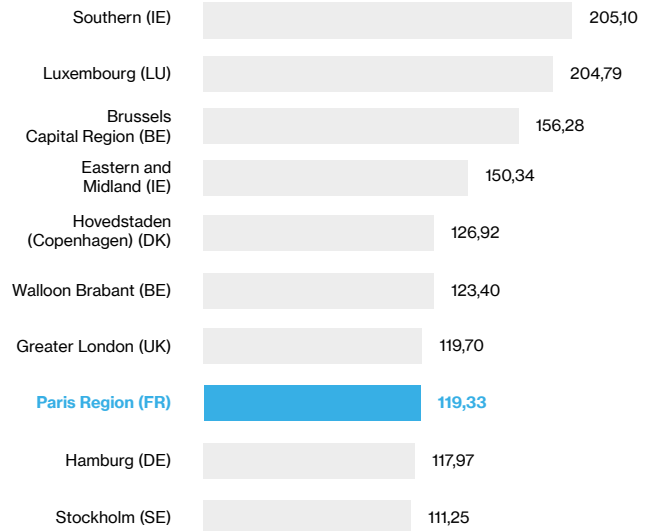 Southern (IE) 205,10
Luxembourg (LU) 204,79
Brussels
Capital Region (BE) 156,28
Eastern and
Midland (IE) 150,34
Hovedstaden
(Copenhagen) (DK) 126,92
Walloon Brabant (BE) 123,40
Greater London (UK) 119,70
Paris Region (FR) 119,33
Hamburg (DE) 117,97
Stockholm (SE) 111,25